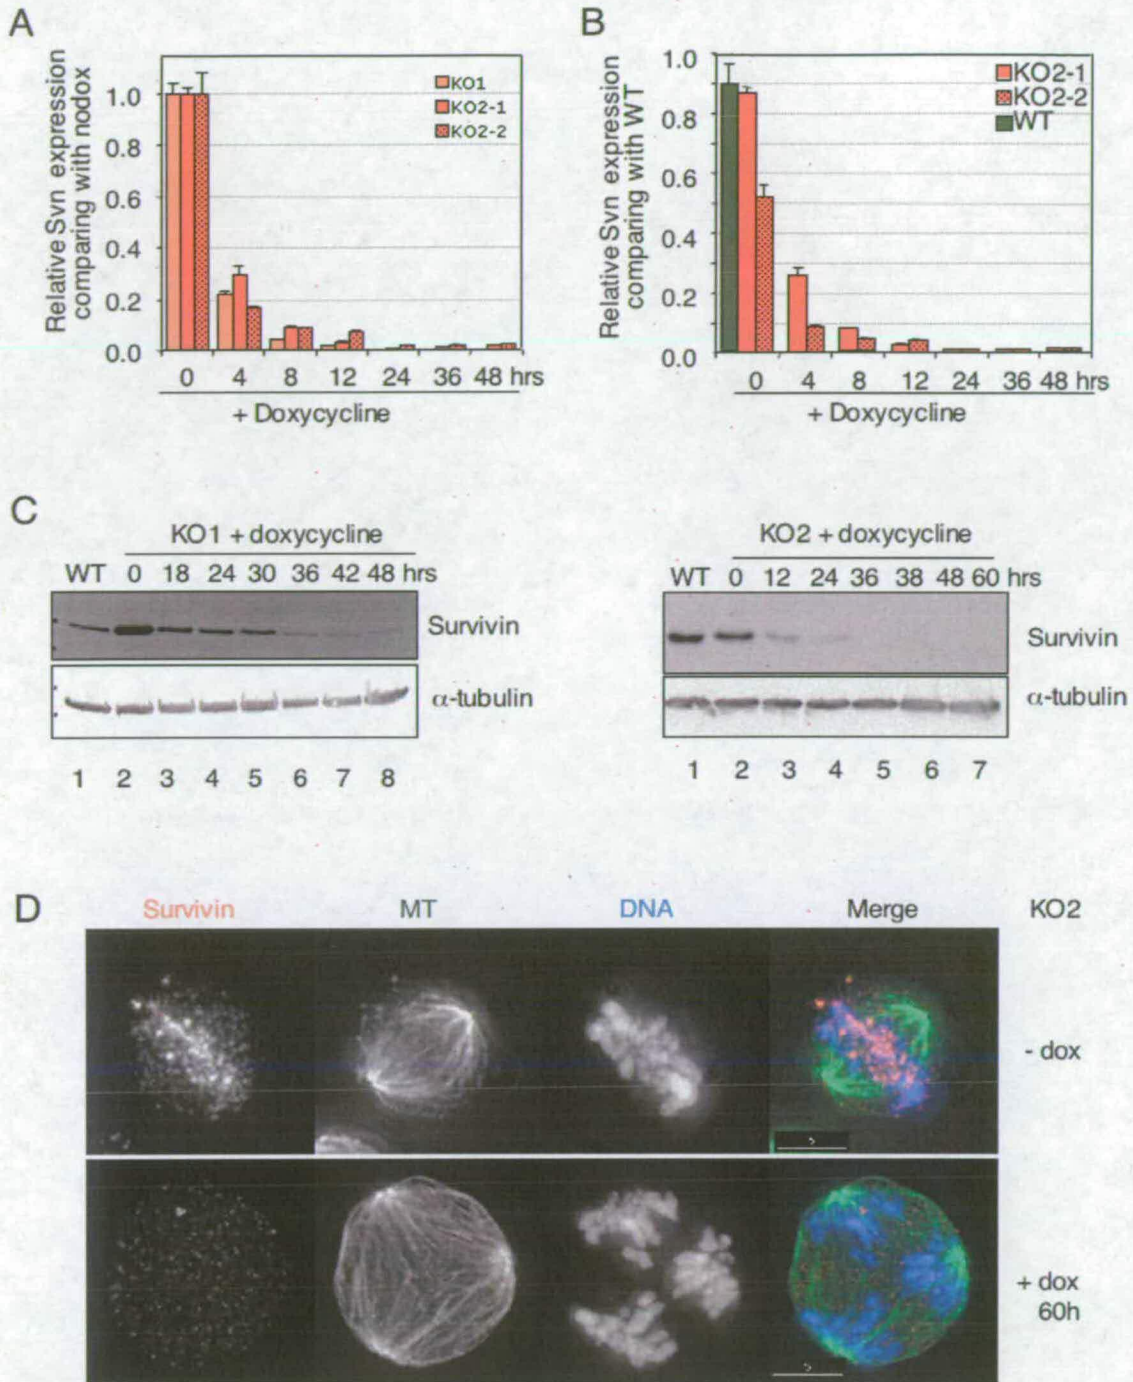 A
Relative Svn expression
comparing with nodox
1.0
0.8
0.6
0.4
0.2
0.0
KO1
KO2-1
KO2-2
0 4 8 12 24 36 48 hrs
+ Doxycycline
B
Relative Svn expression
comparing with WT
1.0
0.8
0.6
0.4
0.2
0.0
KO2-1
KO2-2
WT
0 4 8 12 24 36 48 hrs
+ Doxycycline
C
KO1 + doxycycline
WT 0 18 24 30 36 42 48 hrs
Survivin
α-tubulin
1 2 3 4 5 6 7 8
KO2 + doxycycline
WT 0 12 24 36 38 48 60 hrs
Survivin
α-tubulin
1 2 3 4 5 6 7
D
Survivin MT DNA Merge KO2
- dox
+ dox
60h